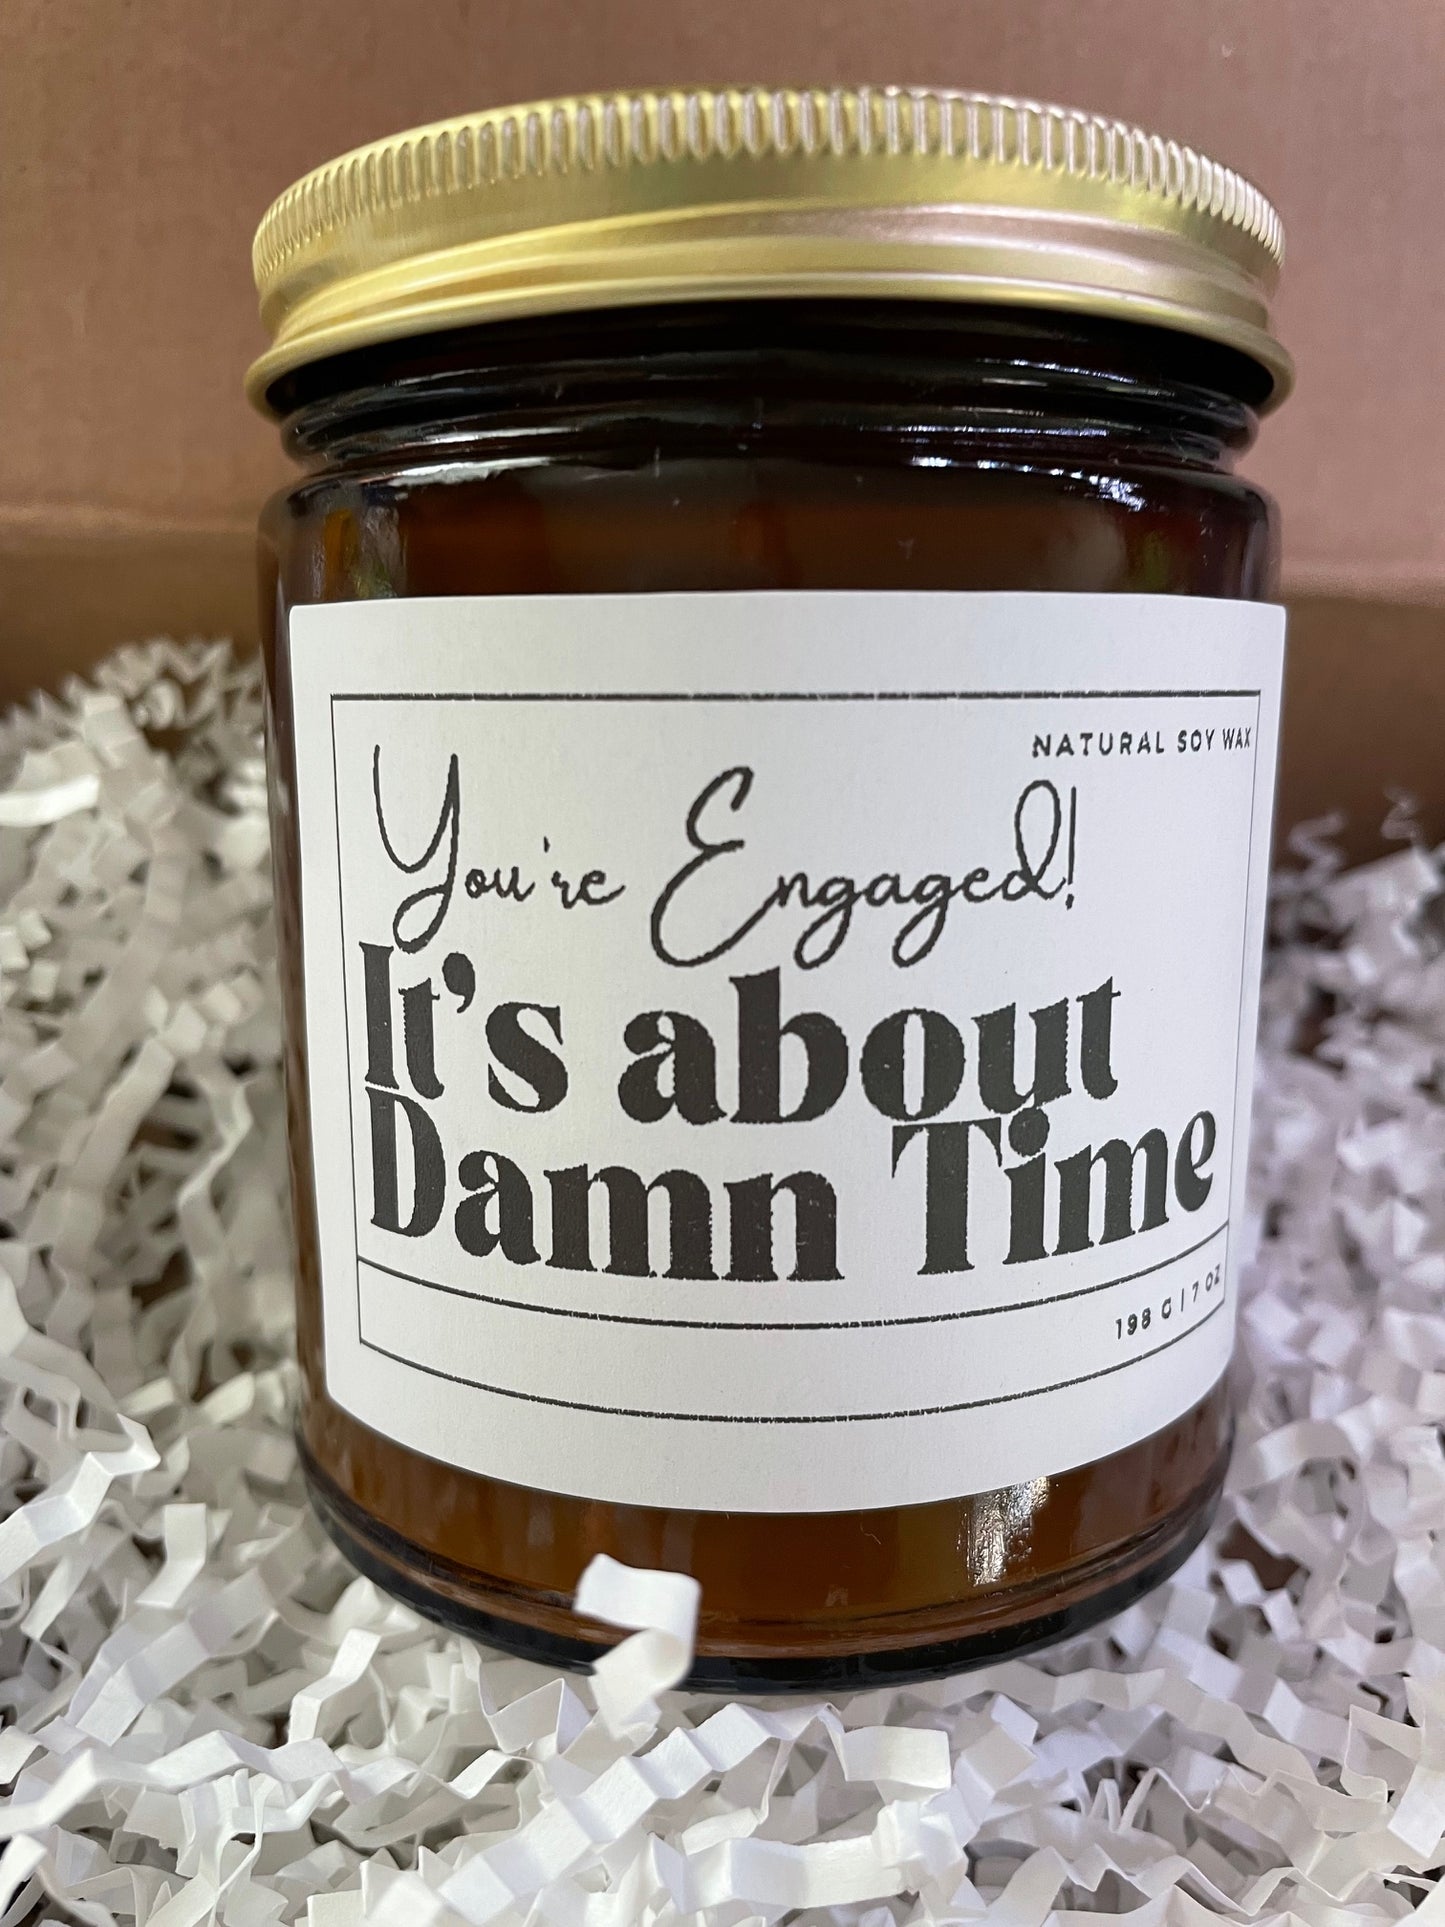 NATURAL SOY WAX
You're Engaged!
It's about
Damn Time
198 G | 7 OZ